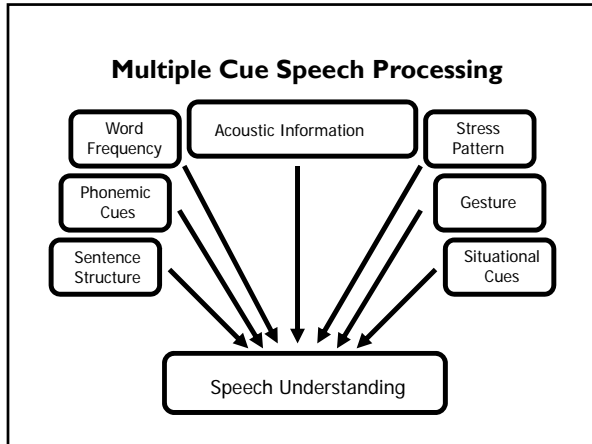 Multiple Cue Speech Processing
Word
Frequency
Acoustic Information
Stress
Pattern
Phonemic
Cues
Gesture
Sentence
Structure
Situational
Cues
Speech Understanding